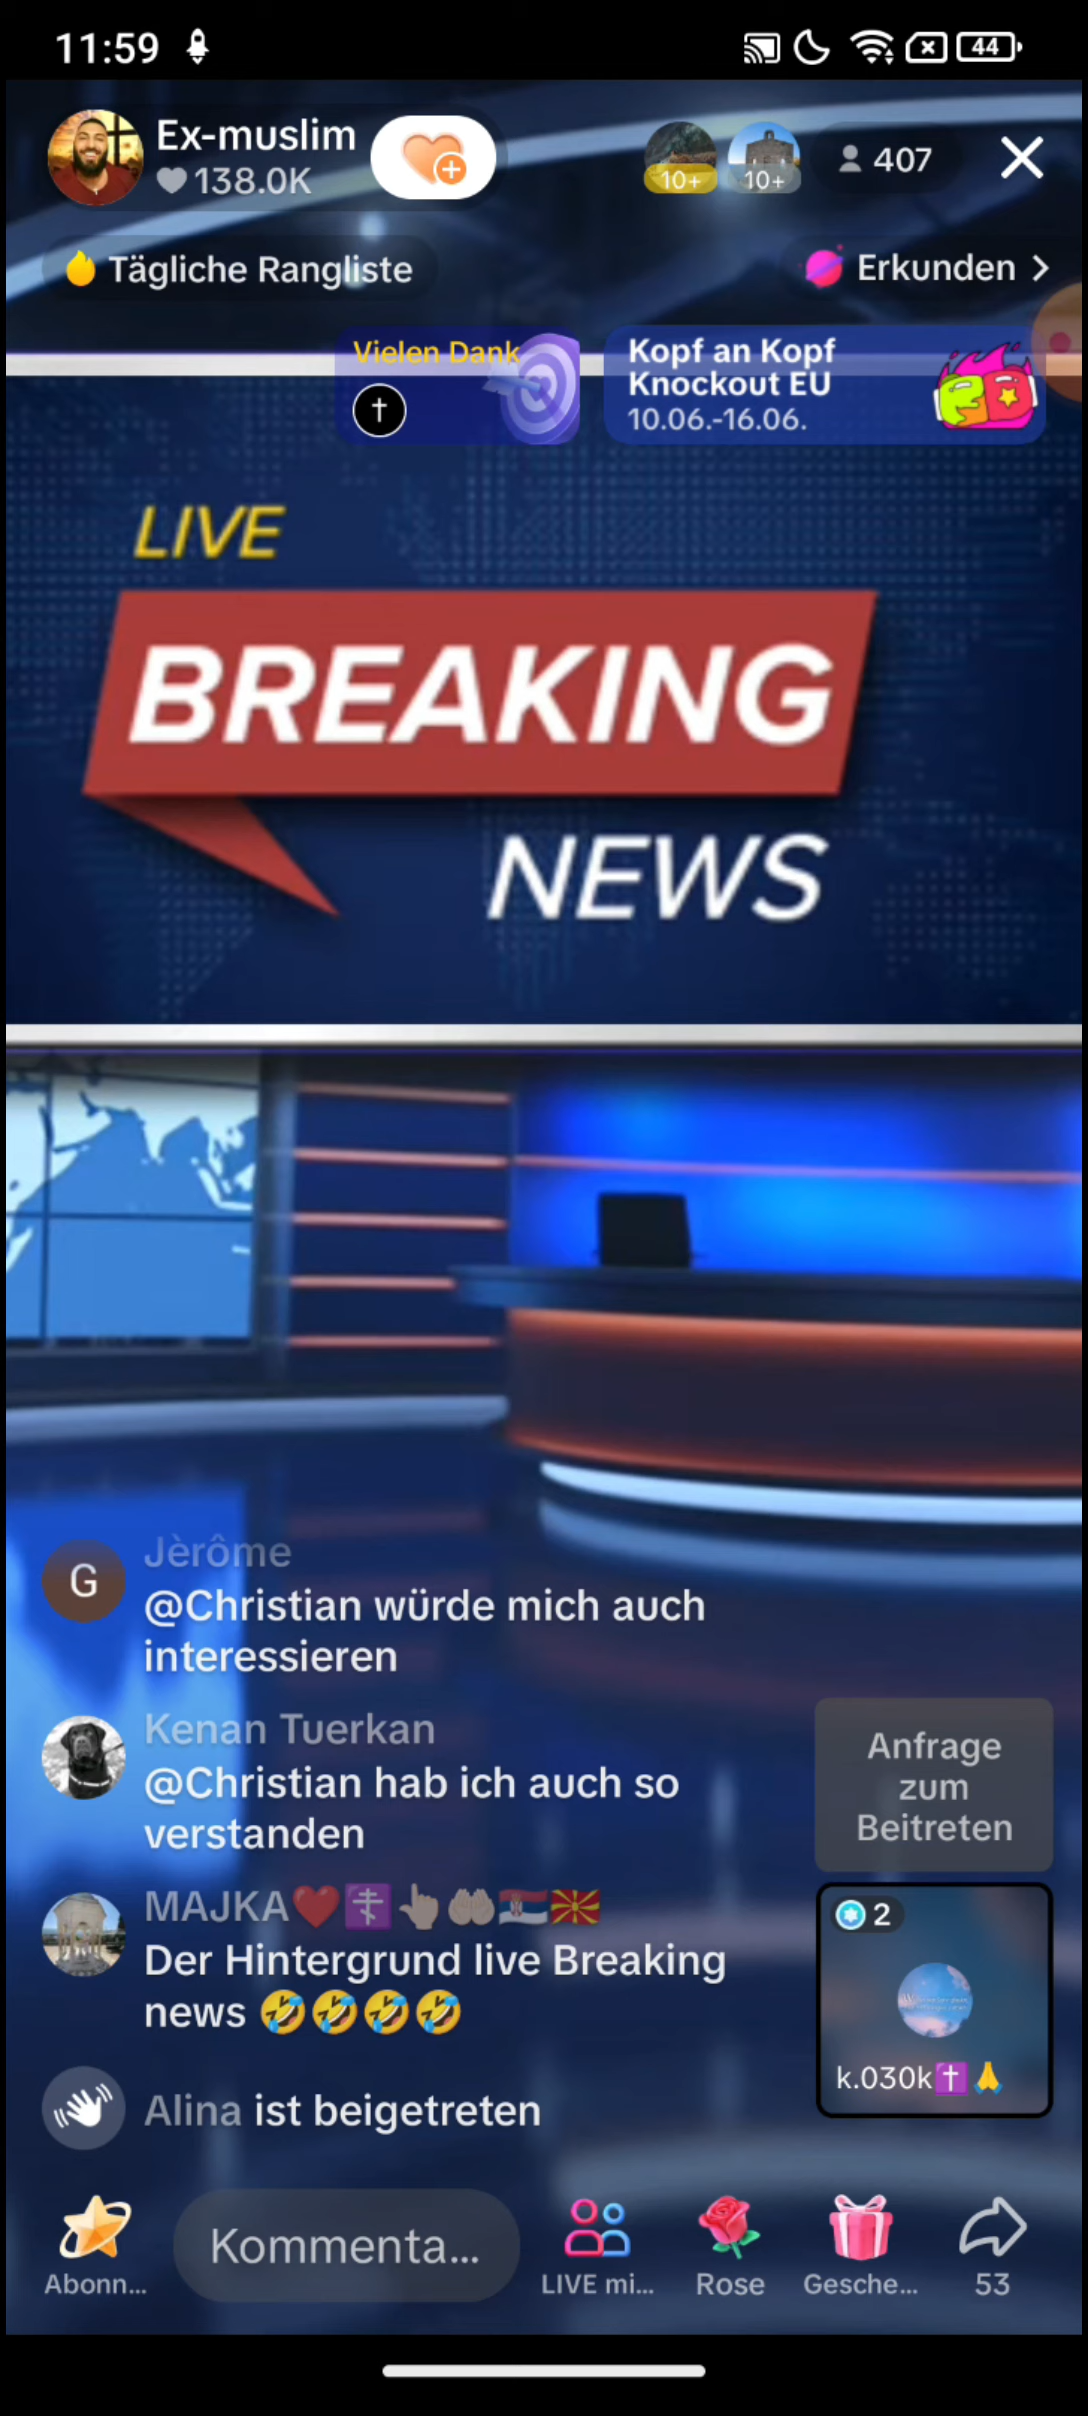 11:59
44
Ex-muslim
138.0K
10+
10+
407
Tägliche Rangliste
Erkunden
Vielen Dank
Kopf an Kopf
Knockout EU
10.06.-16.06.
LIVE
BREAKING
NEWS
Jèrôme
G
@Christian würde mich auch
interessieren
Kenan Tuerkan
@Christian hab ich auch so
verstanden
Anfrage
zum
Beitreten
MAJKA❤️☦️👆🏼🤲🏼🇷🇸🇲🇰
Der Hintergrund live Breaking
news 🤣🤣🤣🤣
2
k.030k✝️🙏
Alina ist beigetreten
Kommenta...
Abonn...
LIVE mi...
Rose
Gesche...
53